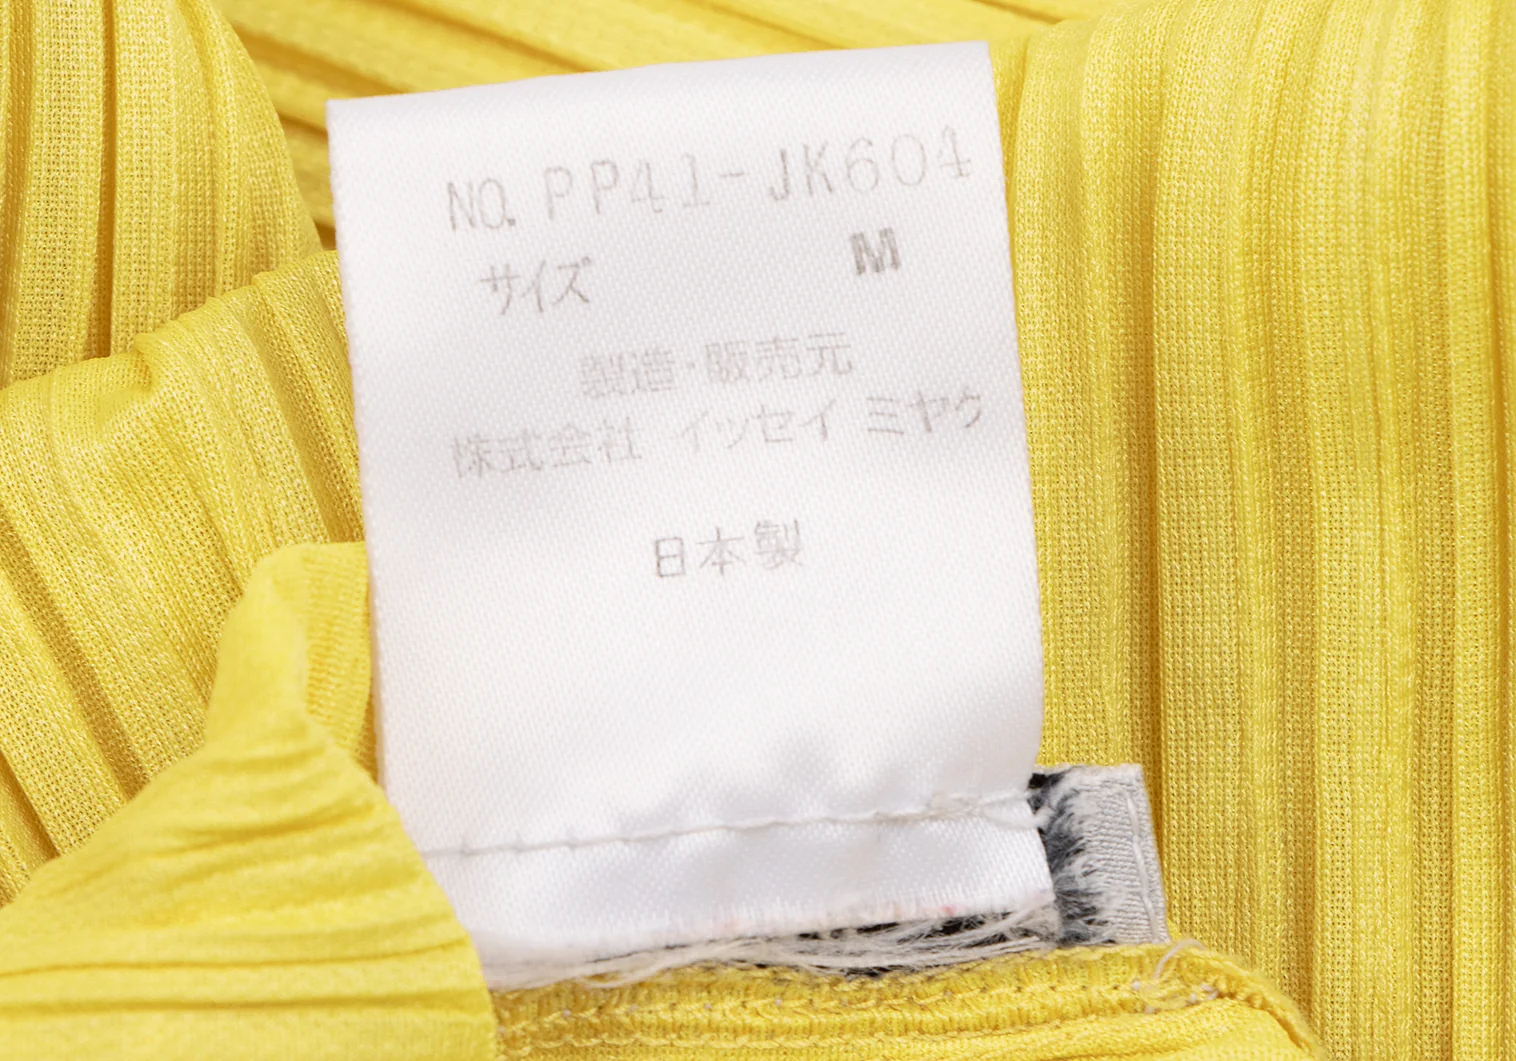 NO. PP41-JK604
サイズ M
製造・販売元
株式会社 イッセイ ミヤケ
日本製